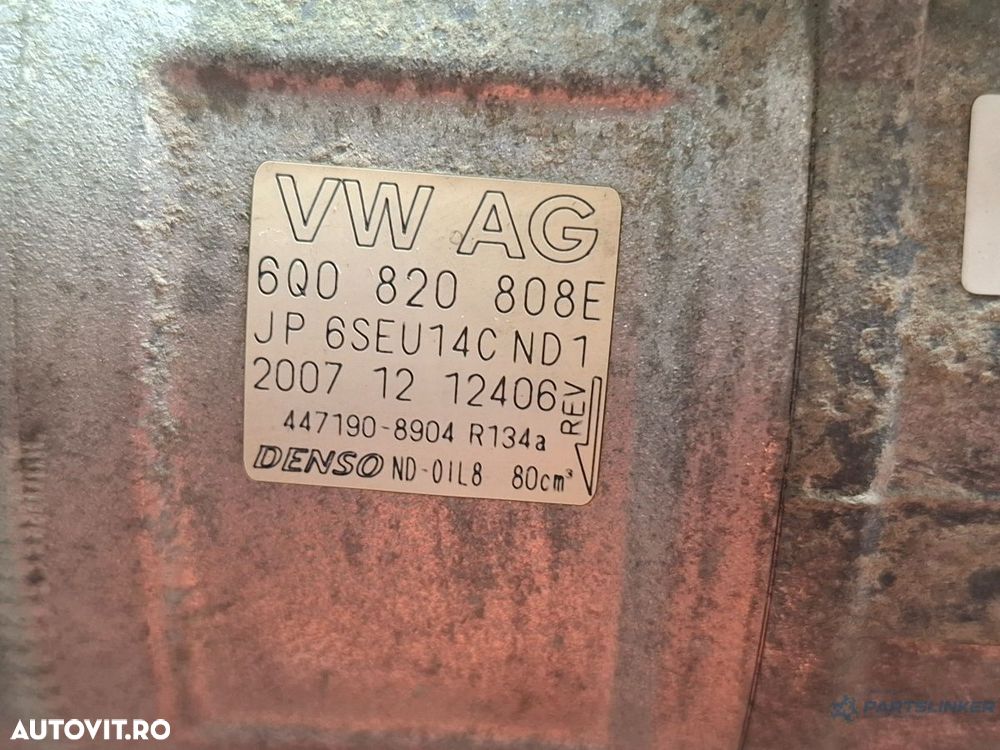 VW AG
6Q0 820 808E
JP 6SEU14C ND1
2007 12 12406
REV
447190-8904 R134a
DENSO ND-OIL8 80cm³
PARTSLINKER
AUTOVIT.RO